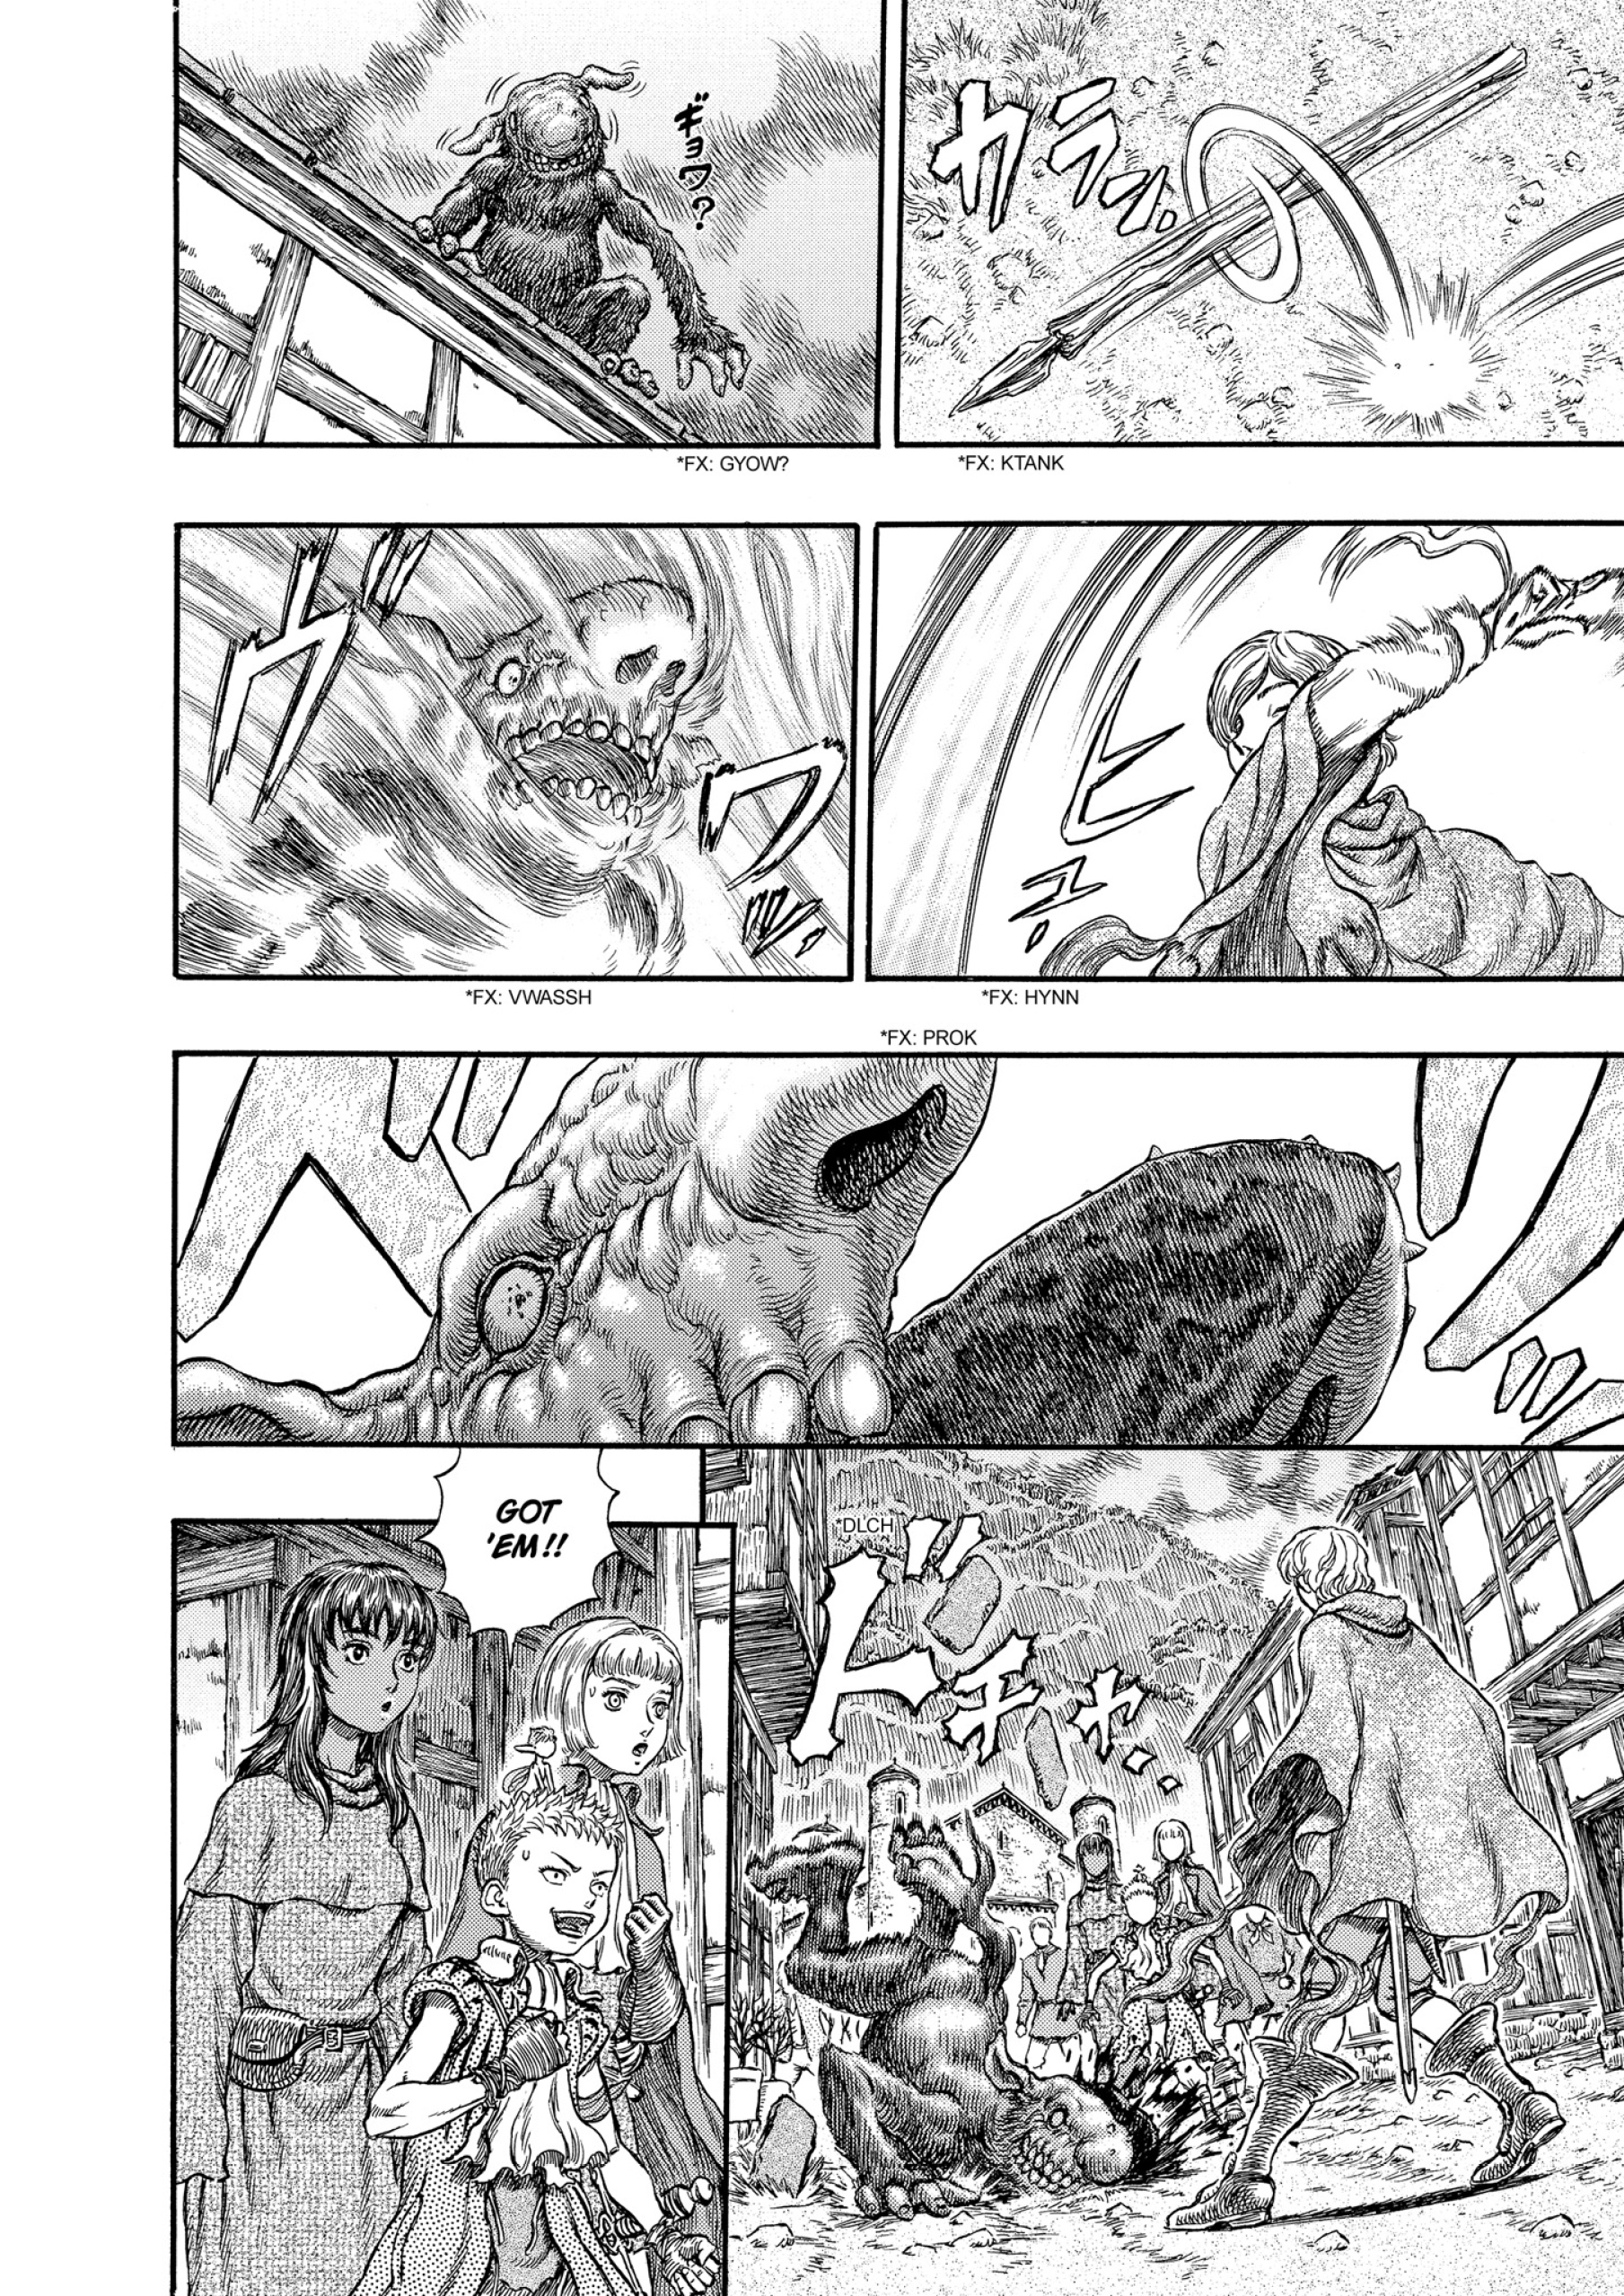 カラン
ギョワ?
*FX: KTANK
*FX: GYOW?
ヒュン
ヴワッ
*FX: HYNN
*FX: VWASSH
*FX: PROK
*DLCH
ドチャ
GOT
'EM!!